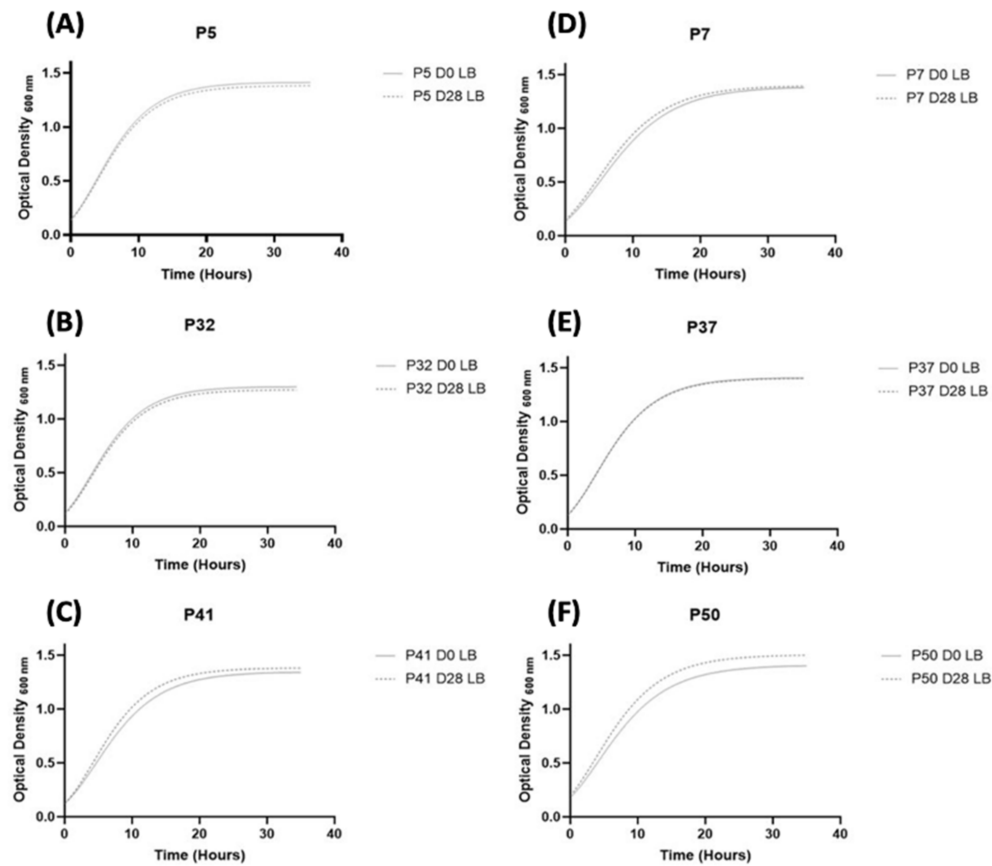 (A)
P5
1.5
1.0
0.5
0.0
Optical Density 600 nm
0 10 20 30 40
Time (Hours)
P5 D0 LB
P5 D28 LB
(D)
P7
1.5
1.0
0.5
0.0
Optical Density 600 nm
0 10 20 30 40
Time (Hours)
P7 D0 LB
P7 D28 LB
(B)
P32
1.5
1.0
0.5
0.0
Optical Density 600 nm
0 10 20 30 40
Time (Hours)
P32 D0 LB
P32 D28 LB
(E)
P37
1.5
1.0
0.5
0.0
Optical Density 600 nm
0 10 20 30 40
Time (Hours)
P37 D0 LB
P37 D28 LB
(C)
P41
1.5
1.0
0.5
0.0
Optical Density 600 nm
0 10 20 30 40
Time (Hours)
P41 D0 LB
P41 D28 LB
(F)
P50
1.5
1.0
0.5
0.0
Optical Density 600 nm
0 10 20 30 40
Time (Hours)
P50 D0 LB
P50 D28 LB